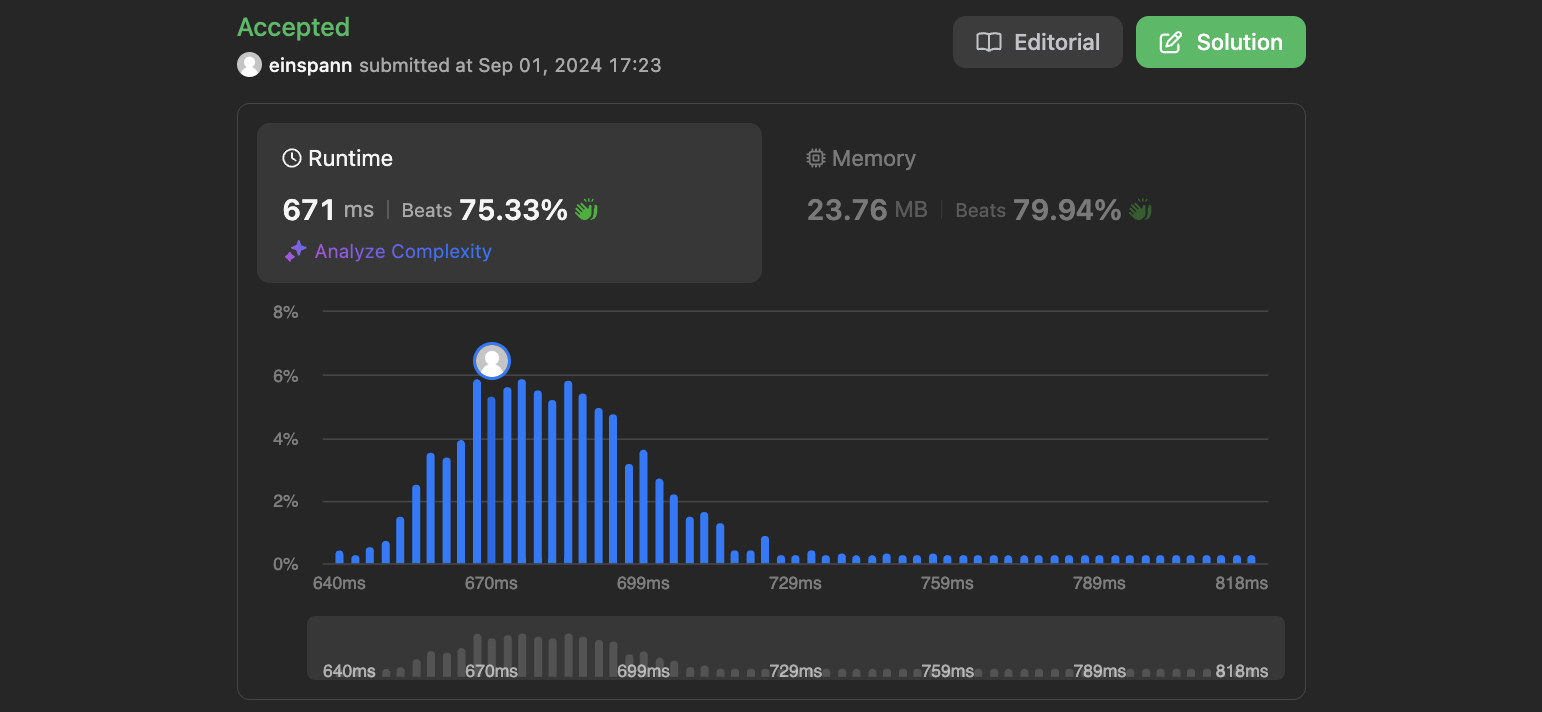 Accepted
einspann submitted at Sep 01, 2024 17:23
Editorial
Solution
Runtime
671 ms | Beats 75.33%
Analyze Complexity
Memory
23.76 MB | Beats 79.94%
8%
6%
4%
2%
0%
640ms 670ms 699ms 729ms 759ms 789ms 818ms
640ms 670ms 699ms 729ms 759ms 789ms 818ms